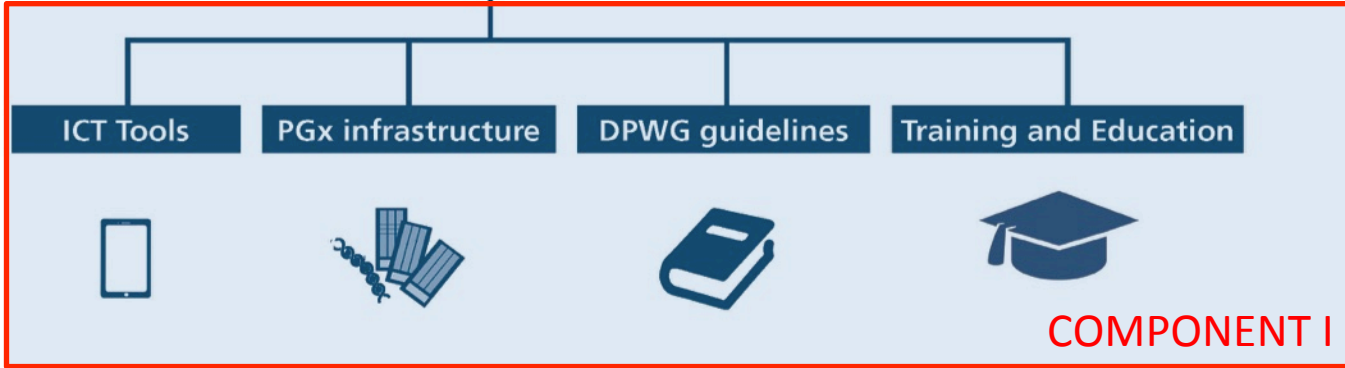 ICT Tools
PGx infrastructure
DPWG guidelines
Training and Education
COMPONENT I